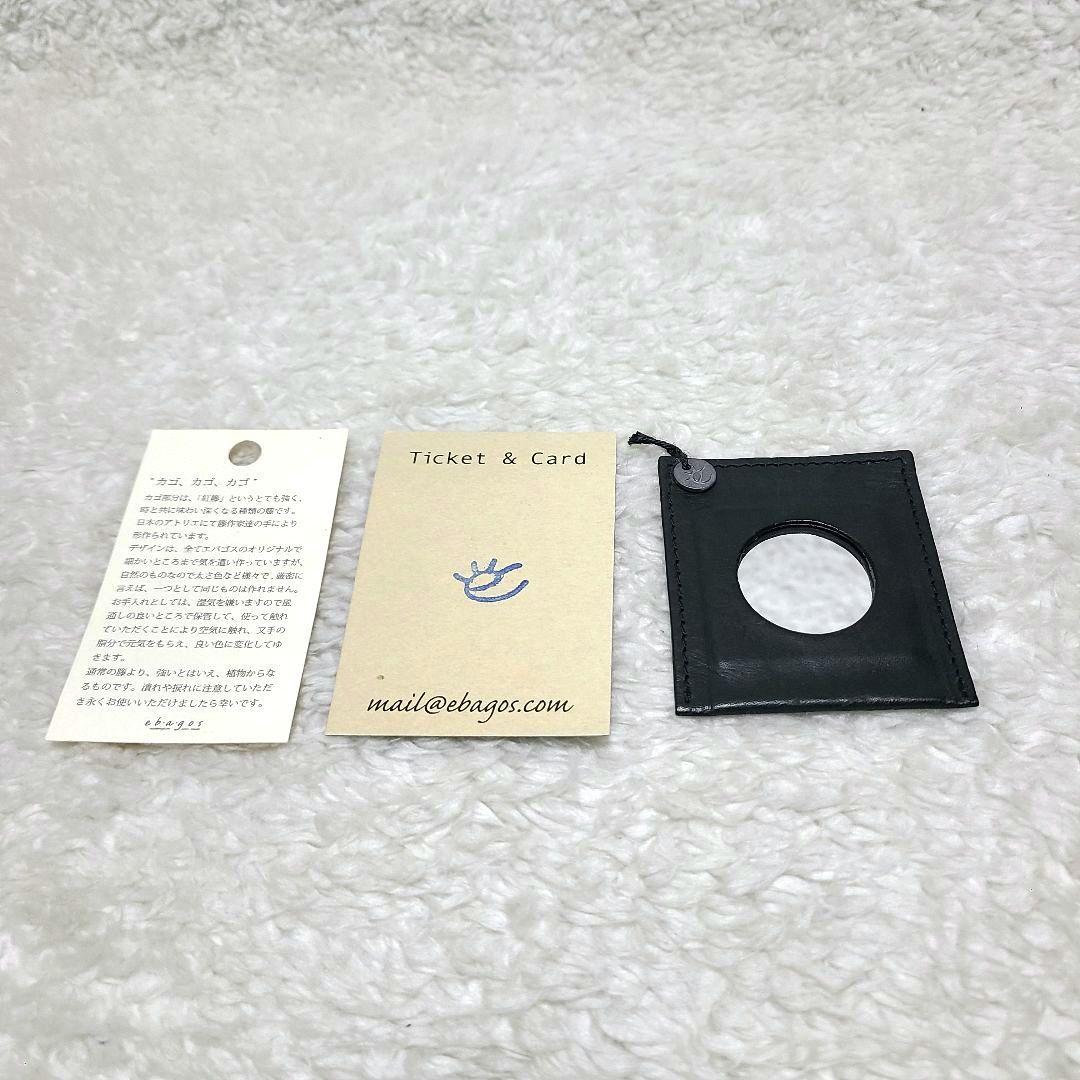 "カゴ、カゴ、カゴ"
カゴ部分は、「紅籐」というとても強く、
時と共に味わい深くなる種類の籐です。
日本のアトリエにて籐作家達の手により
形作られています。
デザインは、全てエバゴスのオリジナルで
細かいところまで気を遣い作っていますが、
自然のものなので太さ色など様々で、厳密に
言えば、一つとして同じものは作れません。
お手入れとしては、湿気を嫌いますので風
通しの良いところで保管して、使って触れ
ていただくことにより空気に触れ、又手の
脂分で元気をもらえ、良い色に変化してゆ
きます。
通常の籐より、強いとはいえ、植物からな
るものです。潰れや捩れに注意していただ
き永くお使いいただけましたら幸いです。
ebagos
Ticket & Card
mail@ebagos.com